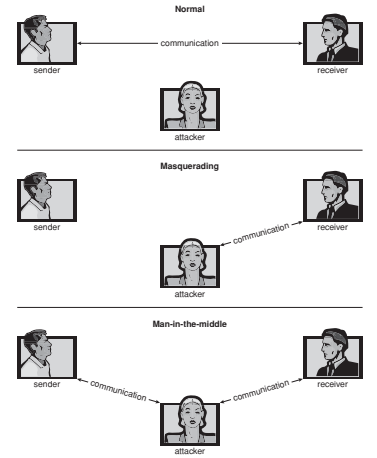 Normal
communication
sender
receiver
attacker
Masquerading
sender
receiver
communication
attacker
Man-in-the-middle
sender
receiver
communication
communication
attacker